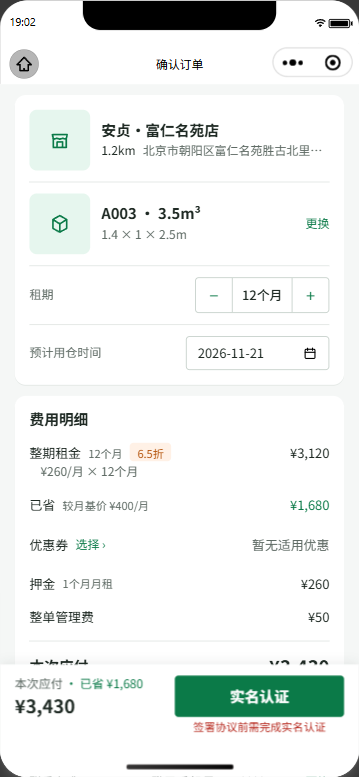 19:02
确认订单
安贞·富仁名苑店
1.2km 北京市朝阳区富仁名苑胜古北里···
A003 · 3.5m³
1.4 × 1 × 2.5m
更换
租期
− 12个月 +
预计用仓时间
2026-11-21
费用明细
整期租金 12个月 6.5折 ¥3,120
¥260/月 × 12个月
已省 较月基价 ¥400/月 ¥1,680
优惠券 选择 › 暂无适用优惠
押金 1个月月租 ¥260
整单管理费 ¥50
本次应付 ¥3,430
本次应付 · 已省 ¥1,680
¥3,430
实名认证
签署协议前需完成实名认证